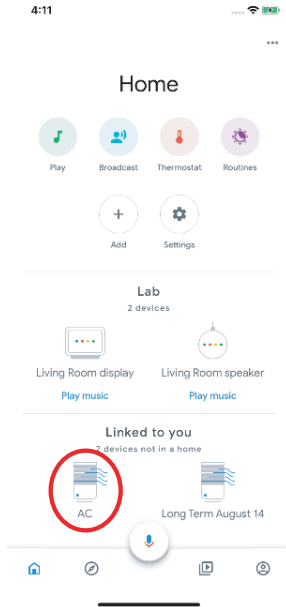 4:11
Home
Play Broadcast Thermostat Routines
Add Settings
Lab
2 devices
Living Room display Living Room speaker
Play music Play music
Linked to you
2 devices not in a home
AC Long Term August 14